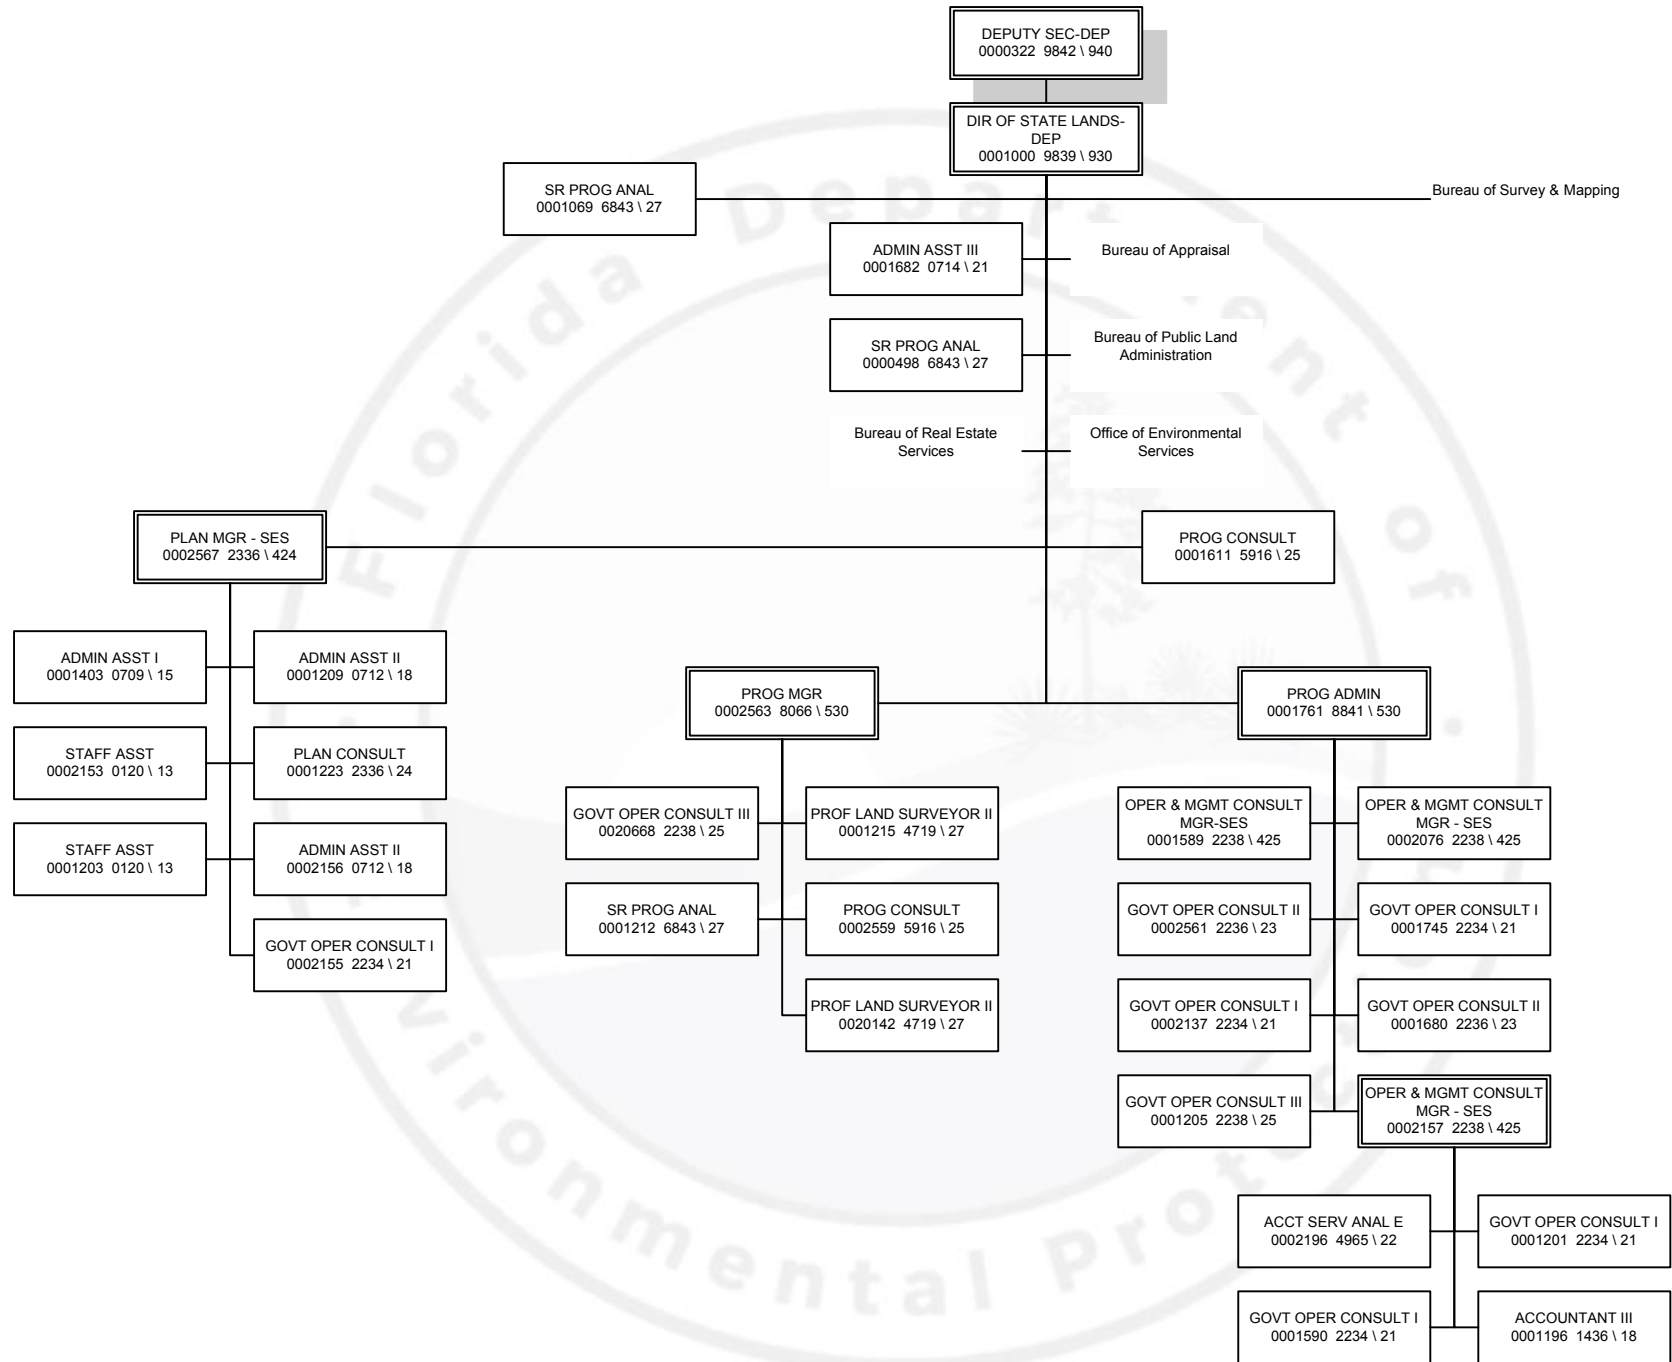 DEPUTY SEC-DEP
0000322 9842 \ 940
DIR OF STATE LANDS-
DEP
0001000 9839 \ 930
SR PROG ANAL
0001069 6843 \ 27
Bureau of Survey & Mapping
ADMIN ASST III
0001682 0714 \ 21
Bureau of Appraisal
SR PROG ANAL
0000498 6843 \ 27
Bureau of Public Land
Administration
Bureau of Real Estate
Services
Office of Environmental
Services
PLAN MGR - SES
0002567 2336 \ 424
PROG CONSULT
0001611 5916 \ 25
ADMIN ASST I
0001403 0709 \ 15
ADMIN ASST II
0001209 0712 \ 18
STAFF ASST
0002153 0120 \ 13
PLAN CONSULT
0001223 2336 \ 24
STAFF ASST
0001203 0120 \ 13
ADMIN ASST II
0002156 0712 \ 18
GOVT OPER CONSULT I
0002155 2234 \ 21
PROG MGR
0002563 8066 \ 530
GOVT OPER CONSULT III
0020668 2238 \ 25
PROF LAND SURVEYOR II
0001215 4719 \ 27
SR PROG ANAL
0001212 6843 \ 27
PROG CONSULT
0002559 5916 \ 25
PROF LAND SURVEYOR II
0020142 4719 \ 27
PROG ADMIN
0001761 8841 \ 530
OPER & MGMT CONSULT
MGR-SES
0001589 2238 \ 425
OPER & MGMT CONSULT
MGR - SES
0002076 2238 \ 425
GOVT OPER CONSULT II
0002561 2236 \ 23
GOVT OPER CONSULT I
0001745 2234 \ 21
GOVT OPER CONSULT I
0002137 2234 \ 21
GOVT OPER CONSULT II
0001680 2236 \ 23
GOVT OPER CONSULT III
0001205 2238 \ 25
OPER & MGMT CONSULT
MGR - SES
0002157 2238 \ 425
ACCT SERV ANAL E
0002196 4965 \ 22
GOVT OPER CONSULT I
0001201 2234 \ 21
GOVT OPER CONSULT I
0001590 2234 \ 21
ACCOUNTANT III
0001196 1436 \ 18
Florida